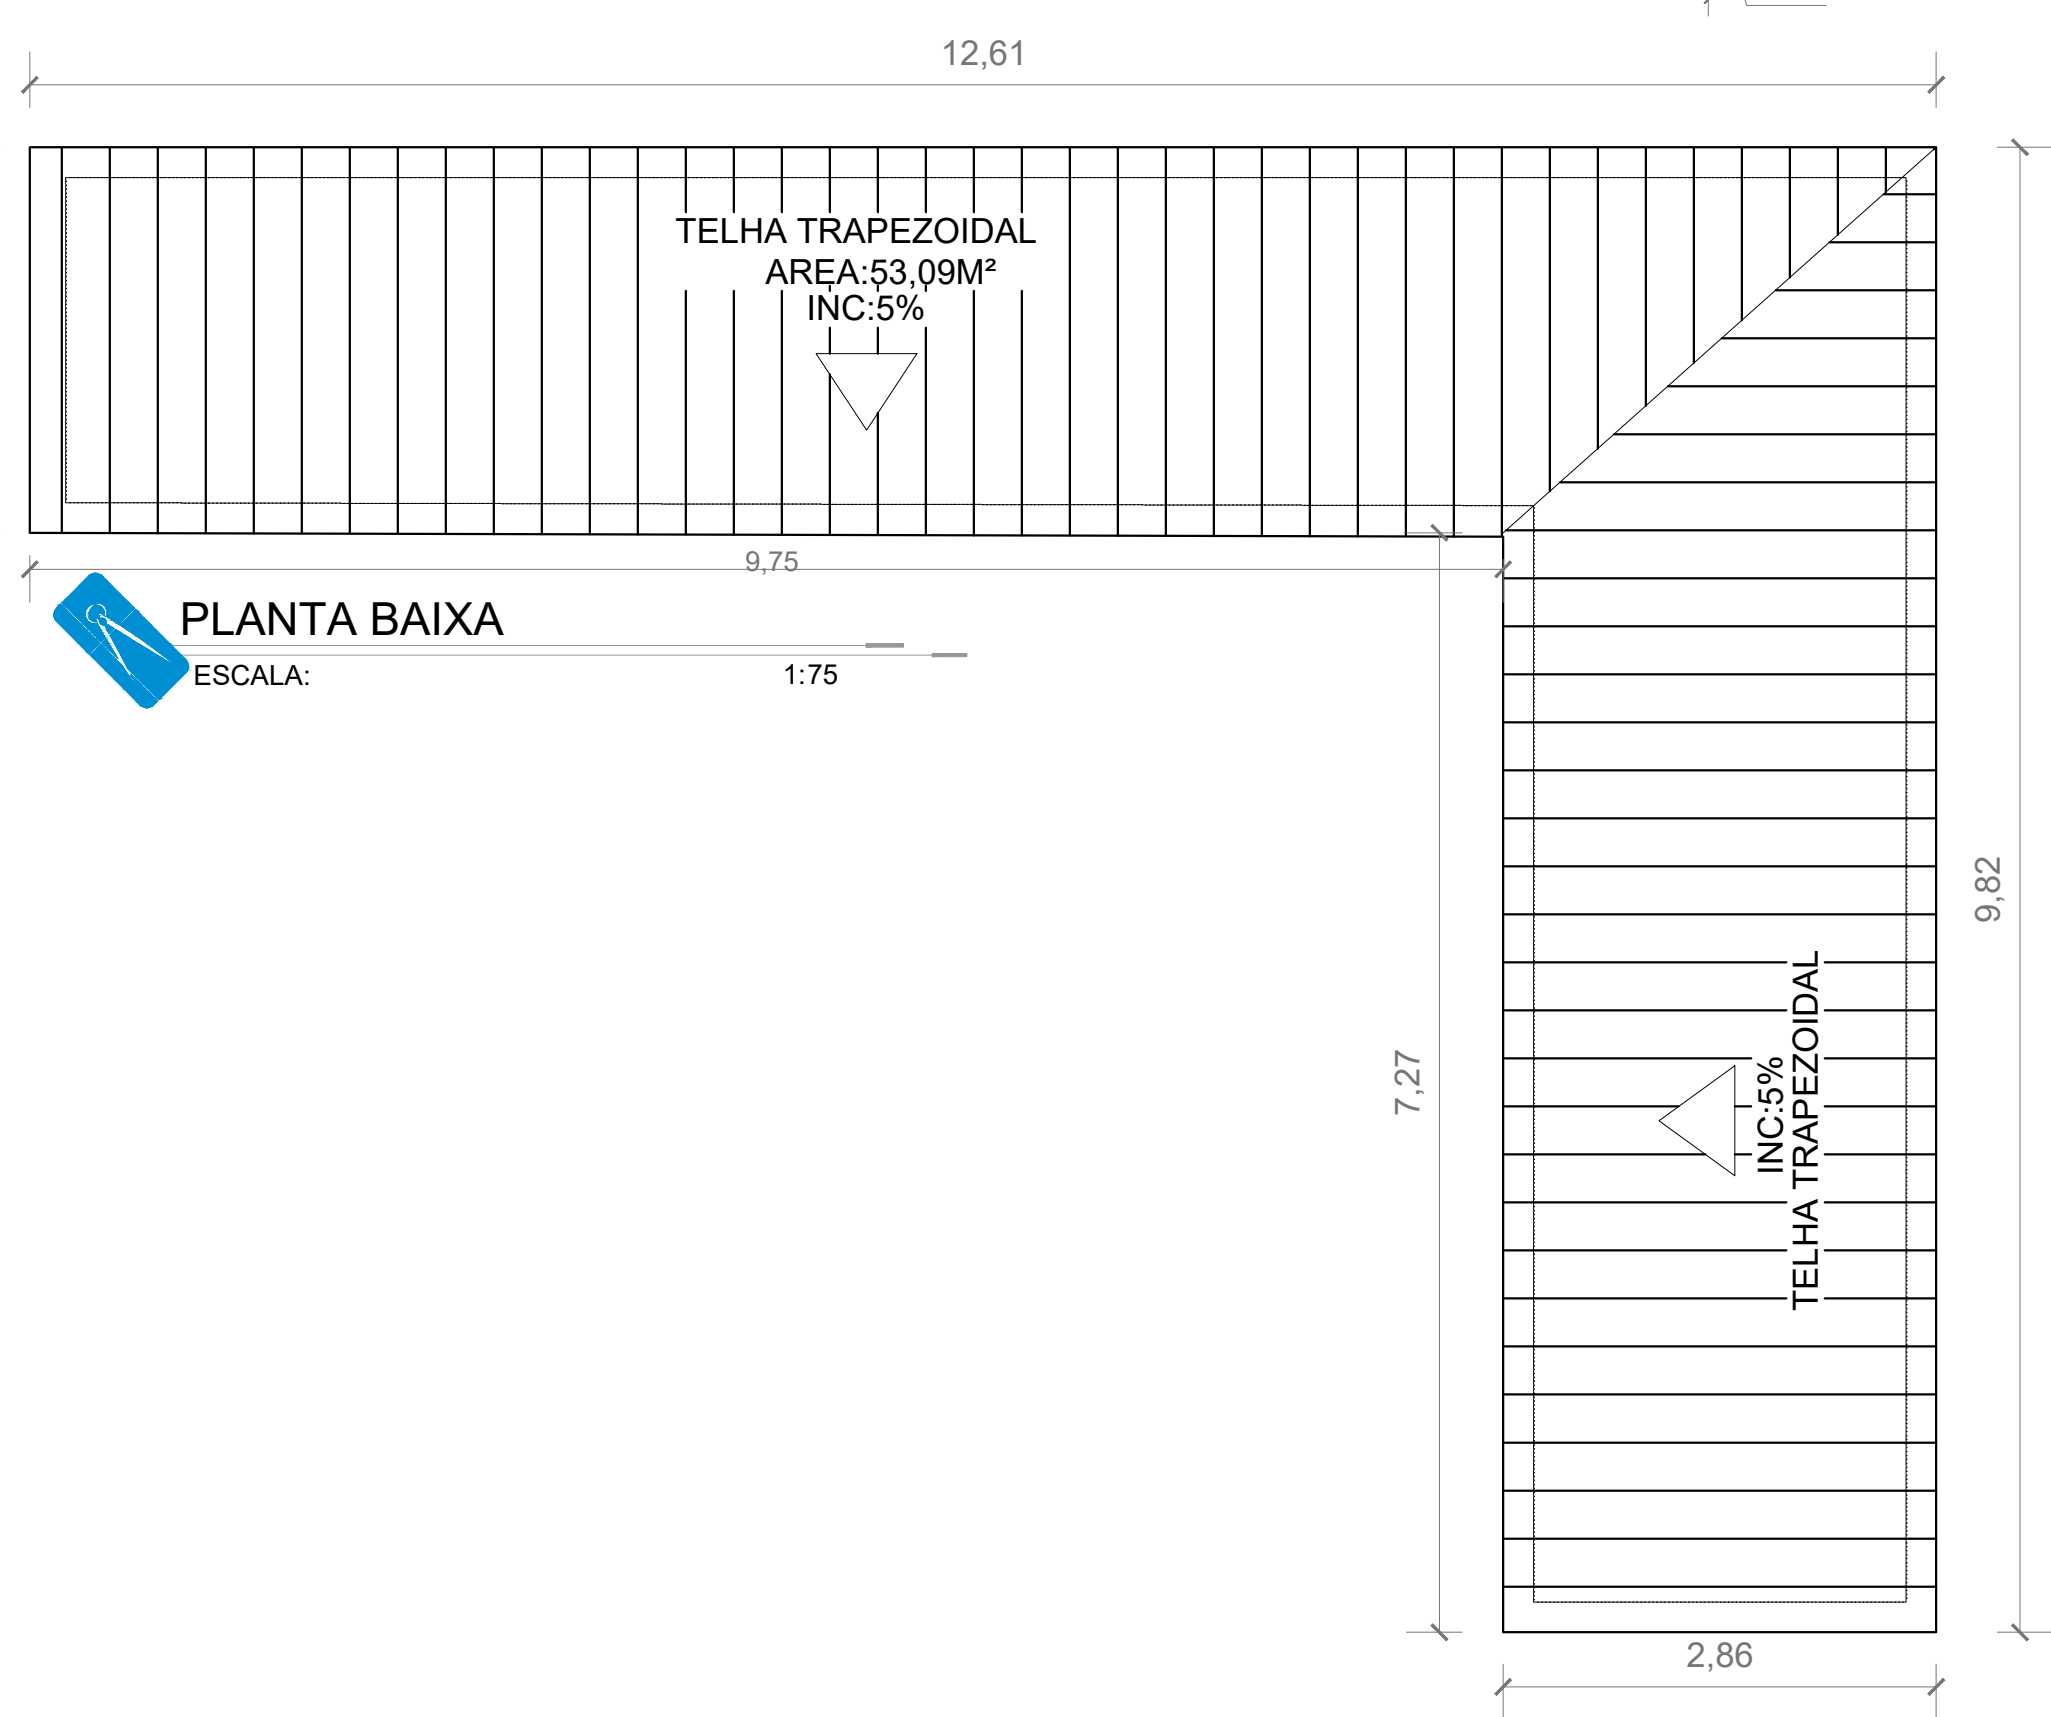 1
12,61
TELHA TRAPEZOIDAL
AREA:53,09M²
INC:5%
9,75
PLANTA BAIXA
ESCALA: 1:75
9,82
7,27
INC:5%
TELHA TRAPEZOIDAL
2,86